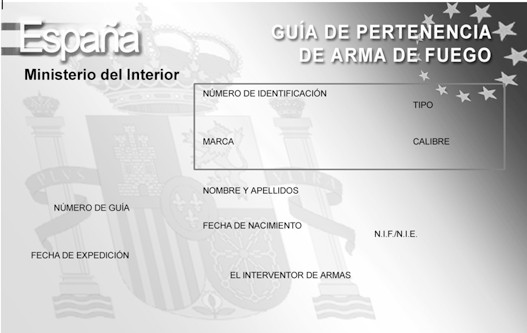 España
GUÍA DE PERTENENCIA
DE ARMA DE FUEGO
Ministerio del Interior
NÚMERO DE IDENTIFICACIÓN
TIPO
MARCA
CALIBRE
NOMBRE Y APELLIDOS
NÚMERO DE GUÍA
FECHA DE NACIMIENTO
N.I.F./N.I.E.
FECHA DE EXPEDICIÓN
EL INTERVENTOR DE ARMAS